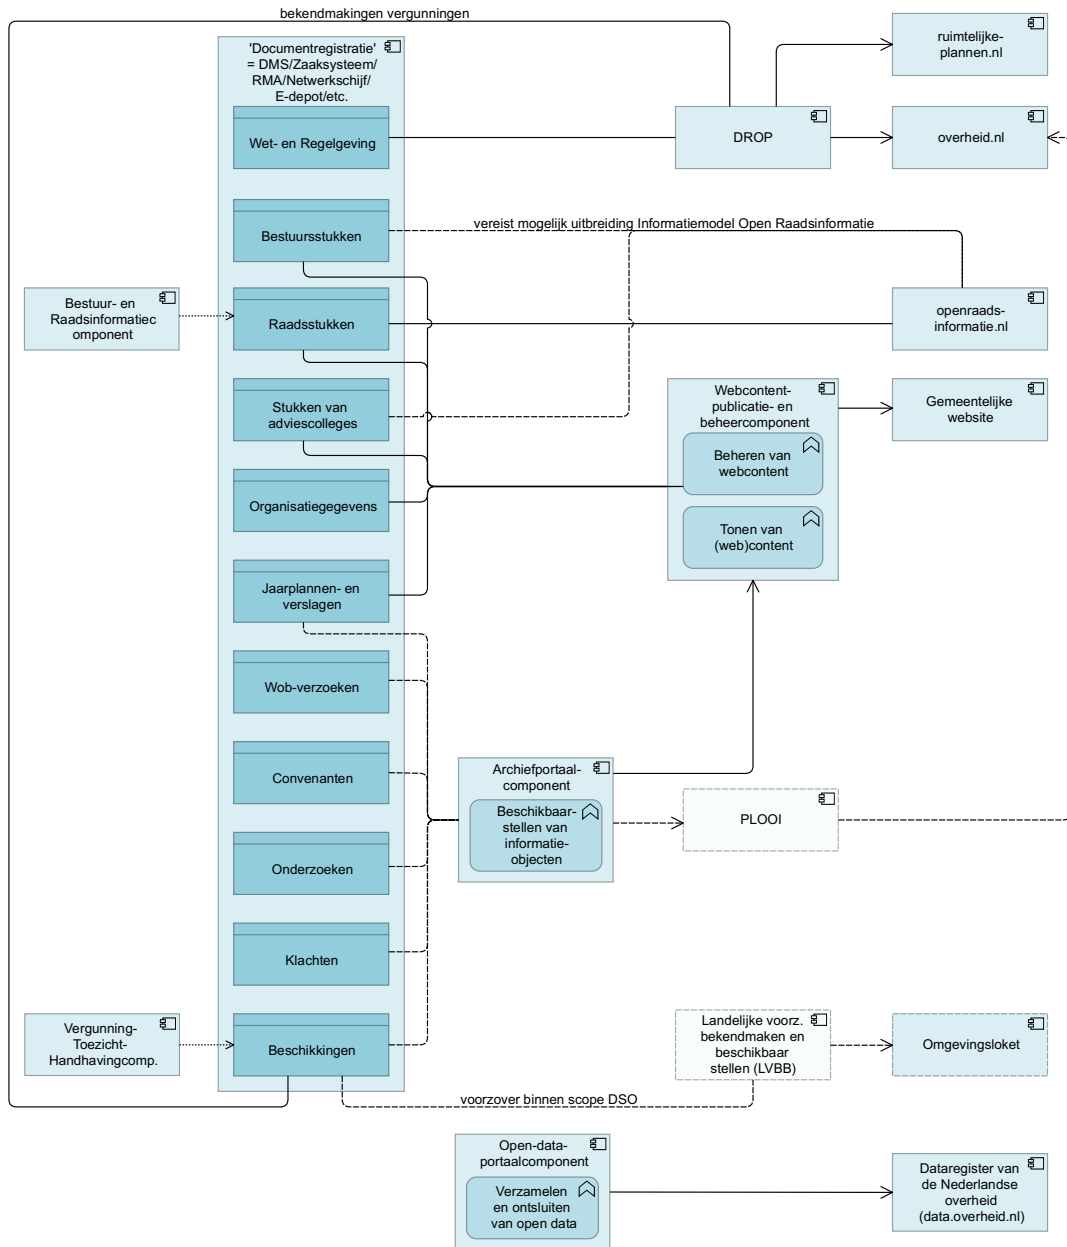 bekendmakingen vergunningen
'Documentregistratie'
= DMS/Zaaksysteem/
RMA/Netwerkschijf/
E-depot/etc.
ruimtelijke-
plannen.nl
Wet- en Regelgeving
DROP
overheid.nl
vereist mogelijk uitbreiding Informatiemodel Open Raadsinformatie
Bestuursstukken
Bestuur- en
Raadsinformatiec
omponent
Raadsstukken
openraads-
informatie.nl
Stukken van
adviescolleges
Webcontent-
publicatie- en
beheercomponent
Gemeentelijke
website
Beheren van
webcontent
Organisatiegegevens
Tonen van
(web)content
Jaarplannen- en
verslagen
Wob-verzoeken
Convenanten
Archiefportaal-
component
Beschikbaar-
stellen van
informatie-
objecten
PLOOI
Onderzoeken
Klachten
Vergunning-
Toezicht-
Handhavingcomp.
Beschikkingen
Landelijke voorz.
bekendmaken en
beschikbaar
stellen (LVBB)
Omgevingsloket
voorzover binnen scope DSO
Open-data-
portaalcomponent
Verzamelen
en ontsluiten
van open data
Dataregister van
de Nederlandse
overheid
(data.overheid.nl)